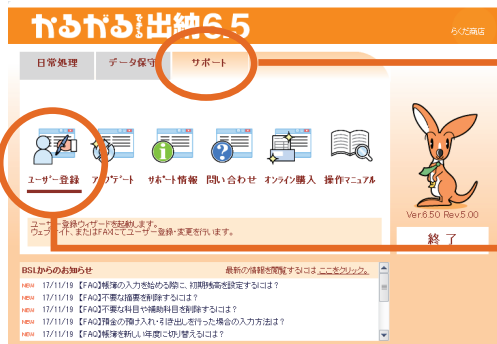 かるがるできる出納6.5
らくだ商店
日常処理 データ保守 サポート
ユーザー登録 アップデート サポート情報 問い合わせ オンライン購入 操作マニュアル
Ver.6.50 Rev.5.00
ユーザー登録ウィザードを起動します。
ウェブサイト、またはFAXにてユーザー登録・変更を行います。
終了
BSLからのお知らせ 最新の情報を閲覧するにはここをクリック。
NEW 17/11/19 【FAQ】帳簿の入力を始める際に、初期残高を設定するには？
NEW 17/11/19 【FAQ】不要な摘要を削除するには？
NEW 17/11/19 【FAQ】不要な科目や補助科目を削除するには？
NEW 17/11/19 【FAQ】預金の預け入れ・引き出しを行った場合の入力方法は？
NEW 17/11/19 【FAQ】帳簿を新しい年度に切り替えるには？